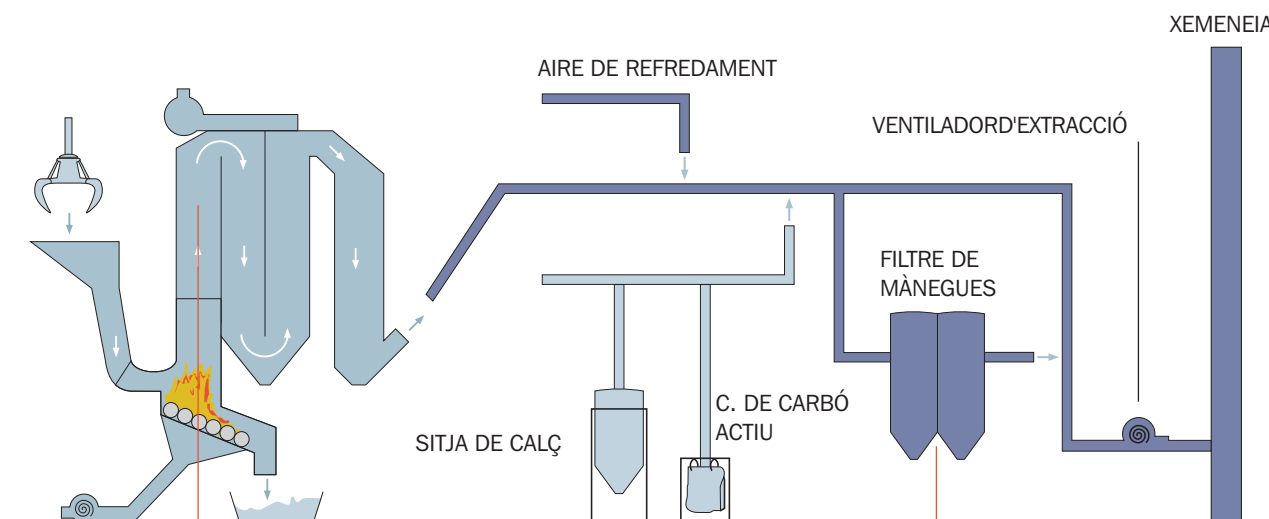 XEMENEIA
AIRE DE REFREDAMENT
VENTILADORD'EXTRACCIÓ
FILTRE DE
MÀNEGUES
C. DE CARBÓ
ACTIU
SITJA DE CALÇ